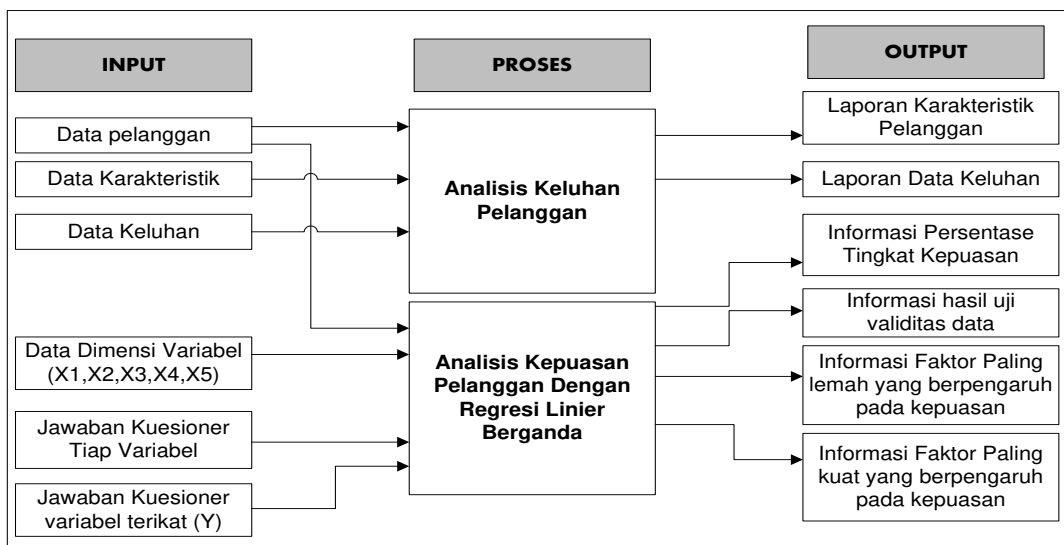 INPUT
PROSES
OUTPUT
Data pelanggan
Data Karakteristik
Data Keluhan
Data Dimensi Variabel
(X1,X2,X3,X4,X5)
Jawaban Kuesioner
Tiap Variabel
Jawaban Kuesioner
variabel terikat (Y)
Analisis Keluhan
Pelanggan
Analisis Kepuasan
Pelanggan Dengan
Regresi Linier
Berganda
Laporan Karakteristik
Pelanggan
Laporan Data Keluhan
Informasi Persentase
Tingkat Kepuasan
Informasi hasil uji
validitas data
Informasi Faktor Paling
lemah yang berpengaruh
pada kepuasan
Informasi Faktor Paling
kuat yang berpengaruh
pada kepuasan